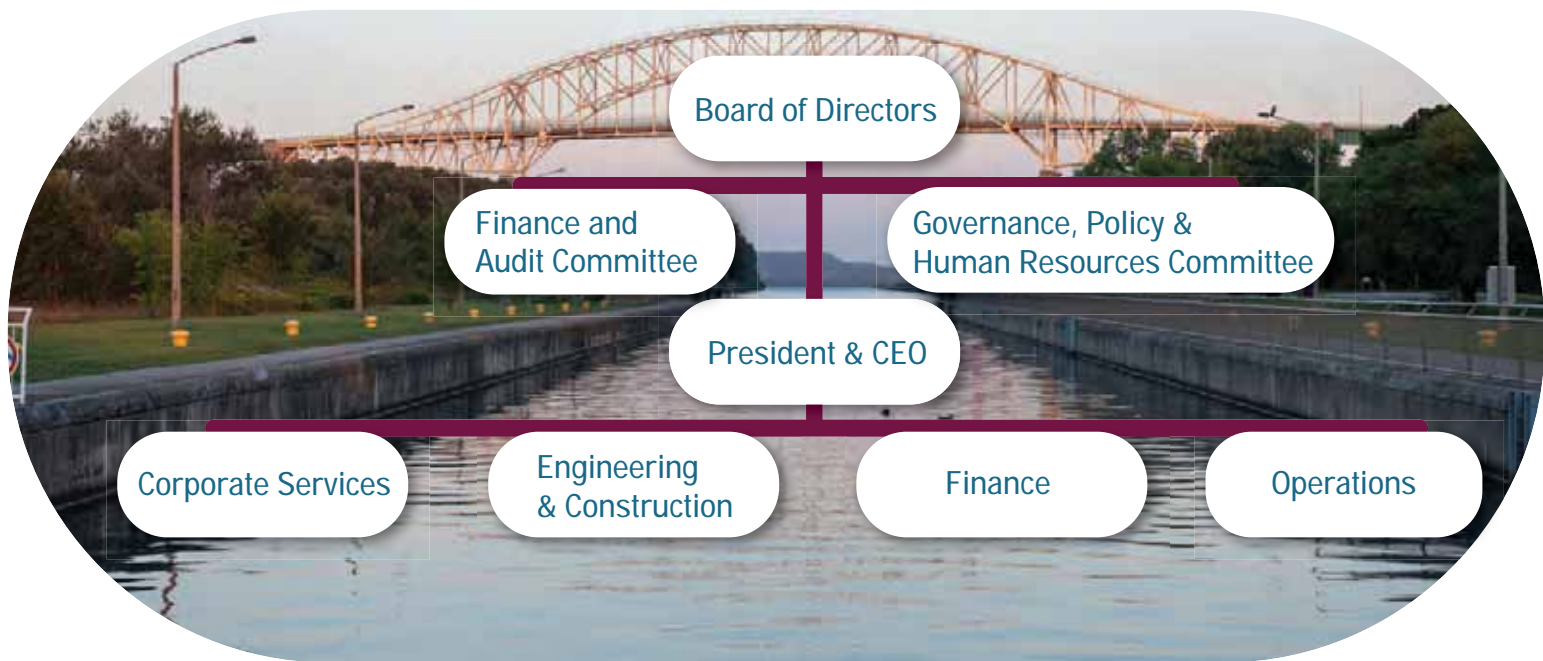 Board of Directors
Finance and
Audit Committee
Governance, Policy &
Human Resources Committee
President & CEO
Corporate Services
Engineering
& Construction
Finance
Operations